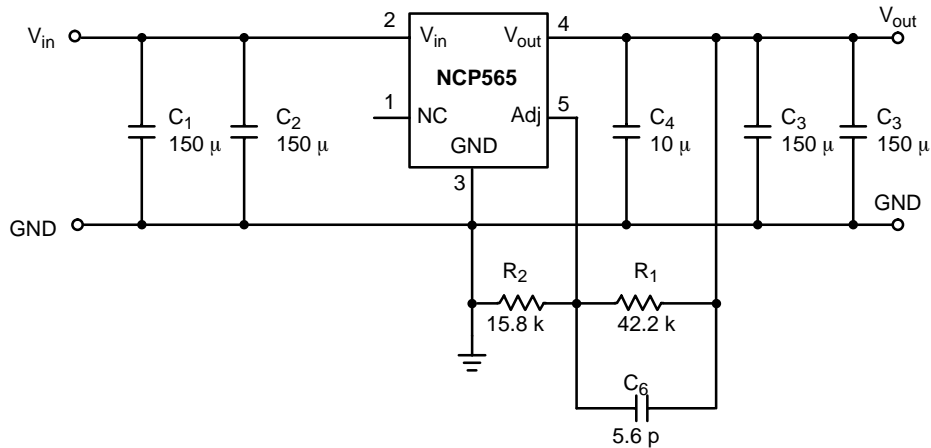 V_in
2
V_in
V_out
4
V_out
NCP565
C_1
150 μ
C_2
150 μ
1
NC
Adj
5
C_4
10 μ
C_3
150 μ
C_3
150 μ
GND
3
GND
GND
R_2
15.8 k
R_1
42.2 k
C_6
5.6 p